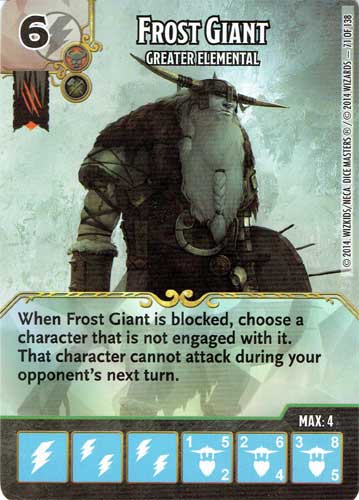 6
FROST GIANT
GREATER ELEMENTAL
© 2014 WIZKIDS/NECA. DICE MASTERS ® / © 2014 WIZARDS — 71 OF 138
When Frost Giant is blocked, choose a
character that is not engaged with it.
That character cannot attack during your
opponent's next turn.
MAX: 4
1 5
2
2 6
4
3 8
5